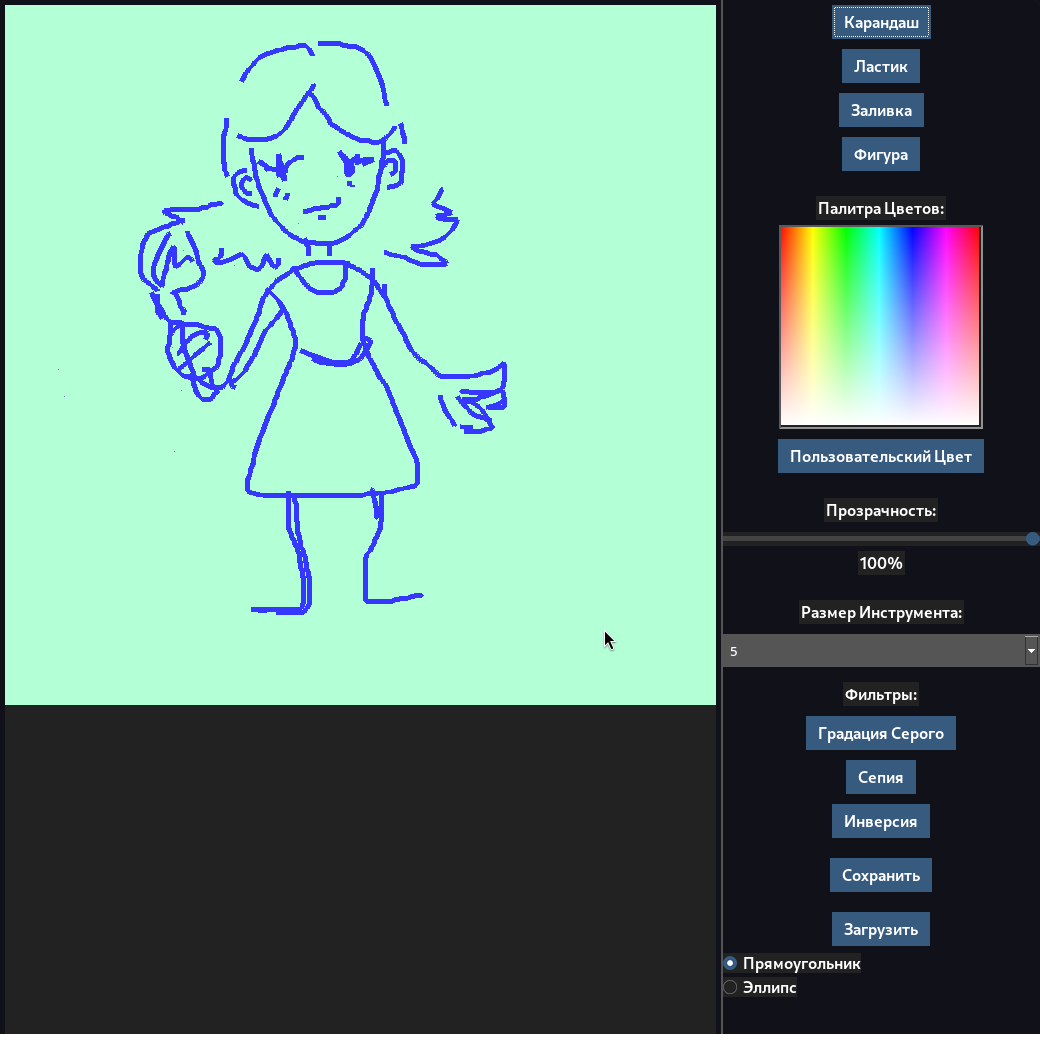 Карандаш
Ластик
Заливка
Фигура
Палитра Цветов:
Пользовательский Цвет
Прозрачность:
100%
Размер Инструмента:
5
Фильтры:
Градация Серого
Сепия
Инверсия
Сохранить
Загрузить
Прямоугольник
Эллипс